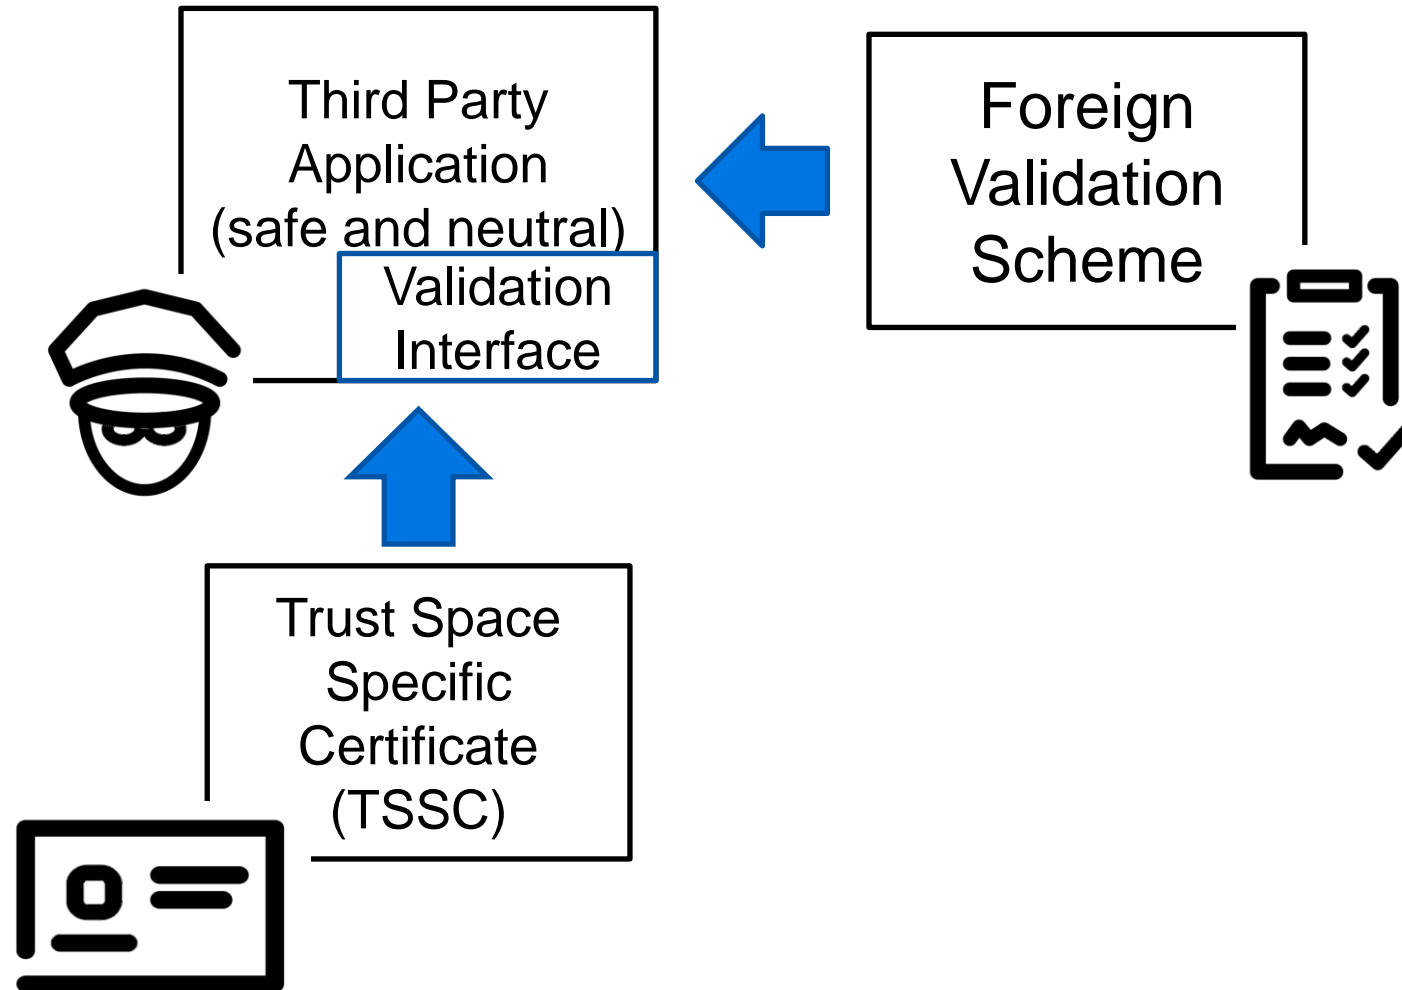 Third Party
Application
(safe and neutral)
Validation
Interface
Foreign
Validation
Scheme
Trust Space
Specific
Certificate
(TSSC)